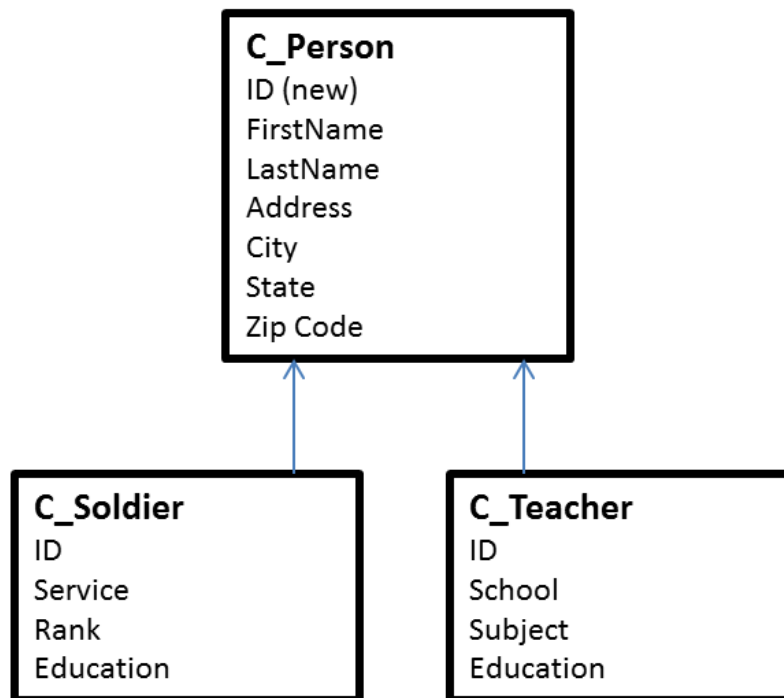 C_Person
ID (new)
FirstName
LastName
Address
City
State
Zip Code
C_Soldier
ID
Service
Rank
Education
C_Teacher
ID
School
Subject
Education